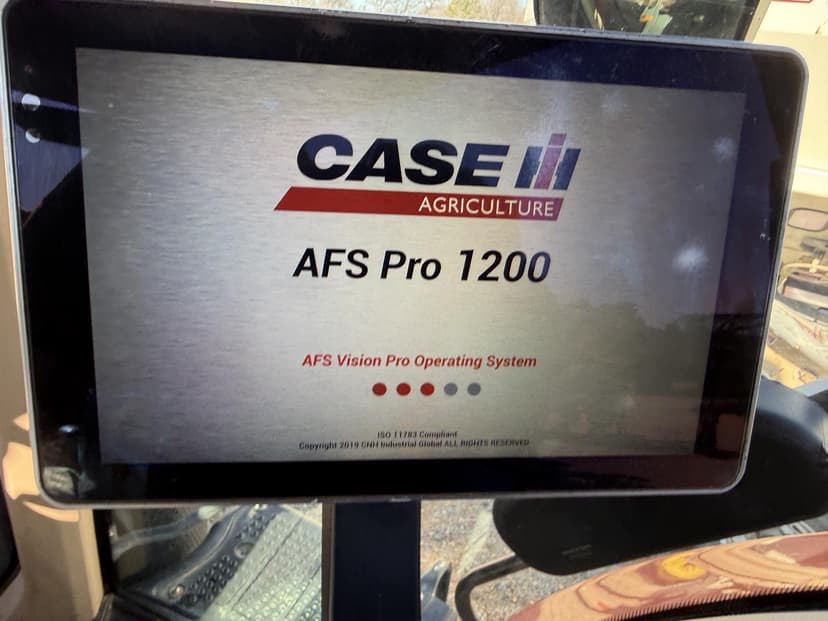 CASE IH
AGRICULTURE
AFS Pro 1200
AFS Vision Pro Operating System
ISO 11783 Compliant
Copyright 2019 CNH Industrial Global ALL RIGHTS RESERVED